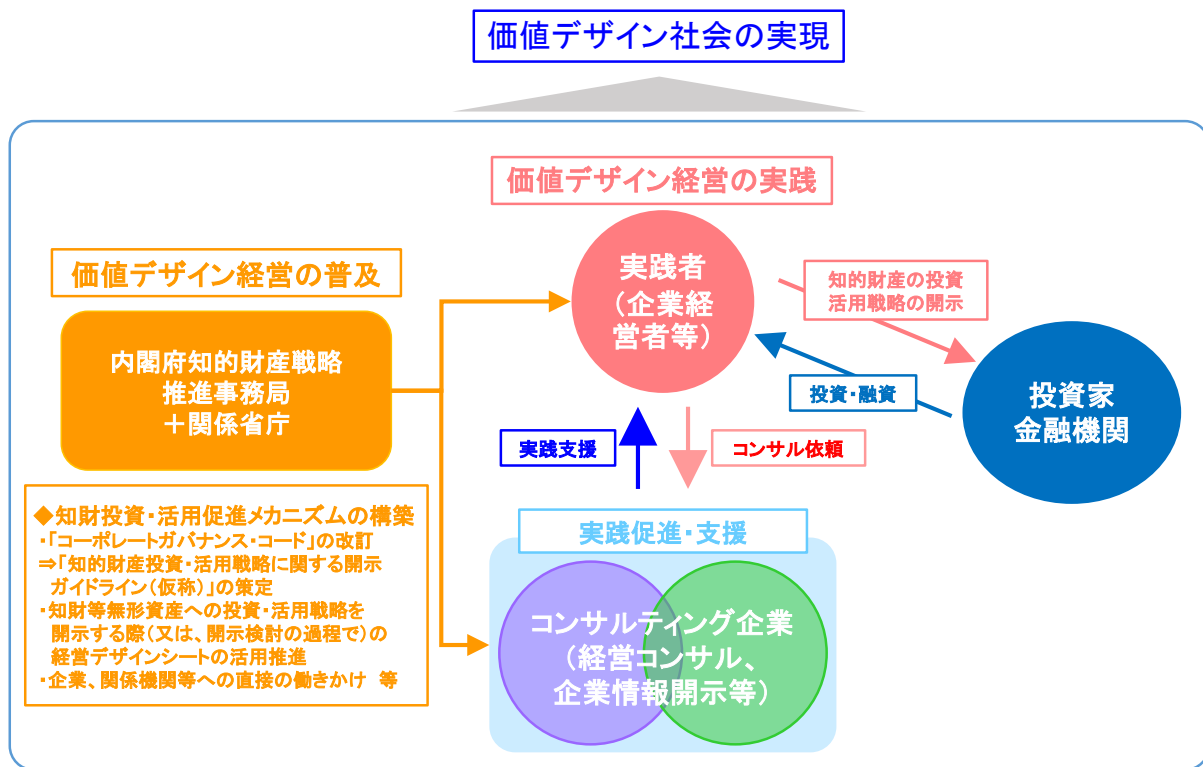 価値デザイン社会の実現
価値デザイン経営の実践
実践者
（企業経
営者等）
知的財産の投資
活用戦略の開示
投資・融資
投資家
金融機関
価値デザイン経営の普及
内閣府知的財産戦略
推進事務局
＋関係省庁
実践支援
コンサル依頼
◆知財投資・活用促進メカニズムの構築
・「コーポレートガバナンス・コード」の改訂
⇒「知的財産投資・活用戦略に関する開示
ガイドライン（仮称）」の策定
・知財等無形資産への投資・活用戦略を
開示する際（又は、開示検討の過程で）の
経営デザインシートの活用推進
・企業、関係機関等への直接の働きかけ 等
実践促進・支援
コンサルティング企業
（経営コンサル、
企業情報開示等）